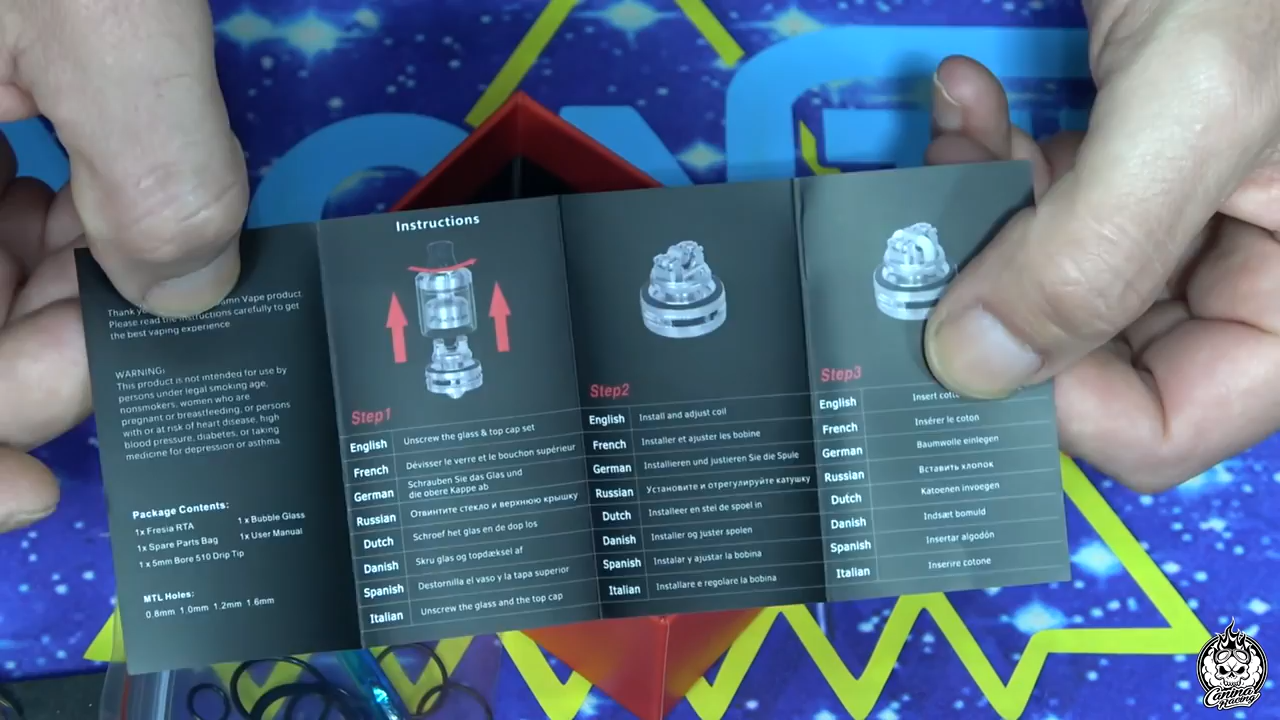 Thank Damn Vape product.
Please read the instructions carefully to get
the best vaping experience
WARNING:
This product is not intended for use by
persons under legal smoking age,
nonsmokers, women who are
pregnant or breastfeeding, or persons
with or at risk of heart disease, high
blood pressure, diabetes, or taking
medicine for depression or asthma.
Package Contents:
1x Fresia RTA 1x Bubble Glass
1x Spare Parts Bag 1x User Manual
1 x 5mm Bore 510 Drip Tip
MTL Holes:
0.8mm 1.0mm 1.2mm 1.6mm
Instructions
Step1
English Unscrew the glass & top cap set
French Dévisser le verre et le bouchon supérieur
German Schrauben Sie das Glas und
die obere Kappe ab
Russian Отвинтите стекло и верхнюю крышку
Dutch Schroef het glas en de dop los
Danish Skru glas og topdæksel af
Spanish Destornilla el vaso y la tapa superior
Italian Unscrew the glass and the top cap
Step2
English Install and adjust coil
French Installer et ajuster les bobine
German Installieren und justieren Sie die Spule
Russian Установите и отрегулируйте катушку
Dutch Installeer en stei de spoel in
Danish Installer og juster spolen
Spanish Instalar y ajustar la bobina
Italian Installare e regolare la bobina
Step3
English Insert
French Insérer le coton
German Baumwolle einlegen
Russian Вставить хлопок
Dutch Katoenen invoegen
Danish Indsæt bomuld
Spanish Insertar algodón
Italian Inserire cotone
Canina
Racing